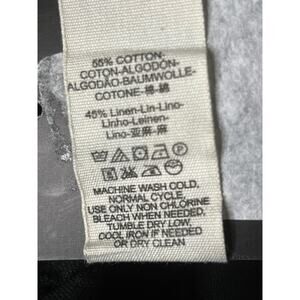 55% COTTON-
COTON-ALGODÓN-
ALGODÃO-BAUMWOLLE-
COTONE-棉-綿
45% Linen-Lin-Lino-
Linho-Leinen-
Lino-亚麻-麻
MACHINE WASH COLD,
NORMAL CYCLE,
USE ONLY NON CHLORINE
BLEACH WHEN NEEDED,
TUMBLE DRY LOW,
COOL IRON IF NEEDED
OR DRY CLEAN